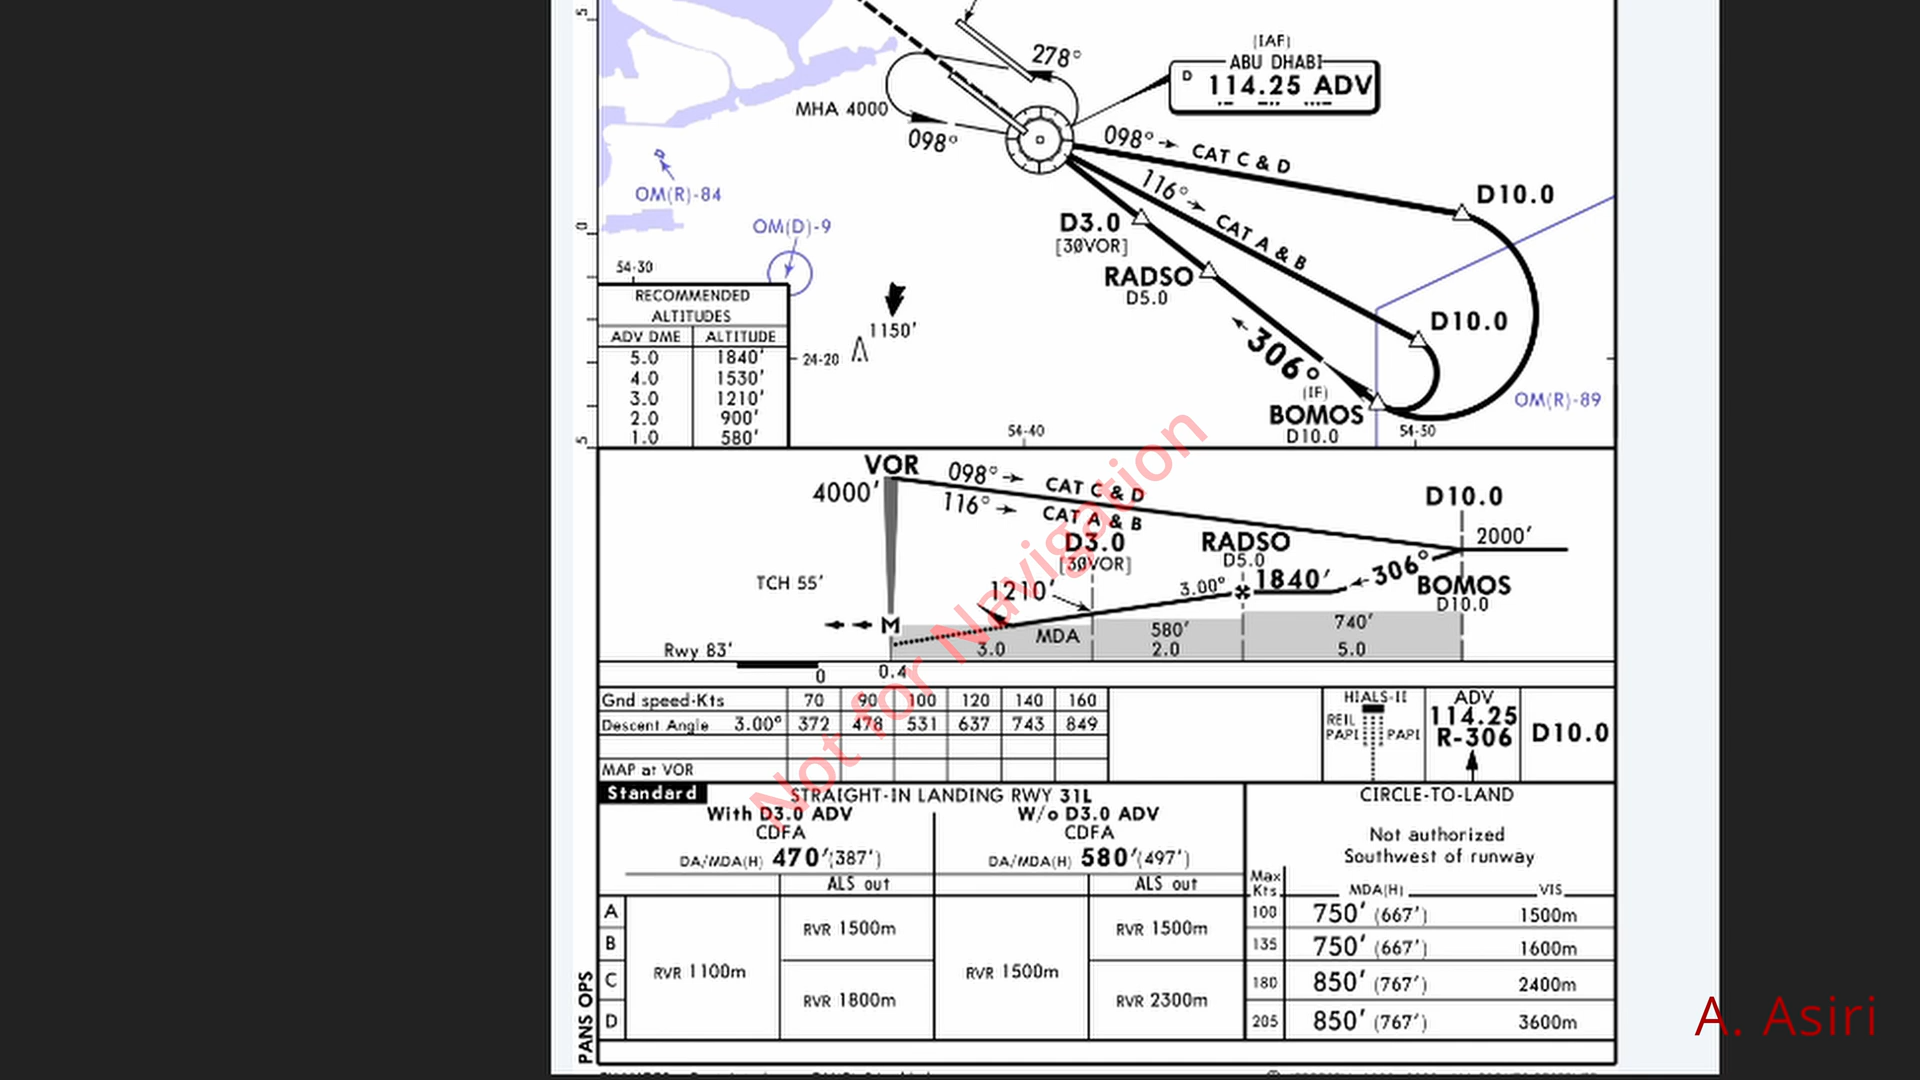 5
278°
(IAF)
ABU DHABI
D 114.25 ADV
MHA 4000
098°
098° CAT C & D
116° CAT A & B
D10.0
OM(R)-84
OM(D)-9
D3.0
[30VOR]
RADSO
D5.0
D10.0
0
54-30
1150'
24-20
306°
(IF)
BOMOS
D10.0
OM(R)-89
54-40
54-50
5
RECOMMENDED
ALTITUDES
ADV DME ALTITUDE
5.0 1840'
4.0 1530'
3.0 1210'
2.0 900'
1.0 580'
VOR
4000'
098° CAT C & D
116° CAT A & B
D3.0
[30VOR]
RADSO
D5.0
D10.0
2000'
TCH 55'
1210'
3.00°
1840'
306°
BOMOS
D10.0
M
MDA
580'
740'
Rwy 83'
3.0
2.0
5.0
0
0.4
Gnd speed-Kts 70 90 100 120 140 160
Descent Angle 3.00° 372 478 531 637 743 849
MAP at VOR
HIALS-II
REIL
PAPI PAPI
ADV
114.25
R-306
D10.0
Standard
STRAIGHT-IN LANDING RWY 31L
With D3.0 ADV
CDFA
DA/MDA(H) 470'(387')
W/o D3.0 ADV
CDFA
DA/MDA(H) 580'(497')
ALS out
ALS out
A
B
C
D
RVR 1100m
RVR 1500m
RVR 1800m
RVR 1500m
RVR 1500m
RVR 2300m
CIRCLE-TO-LAND
Not authorized
Southwest of runway
Max
Kts MDA(H) VIS
100 750' (667') 1500m
135 750' (667') 1600m
180 850' (767') 2400m
205 850' (767') 3600m
PANS OPS
Not for Navigation
A. Asiri